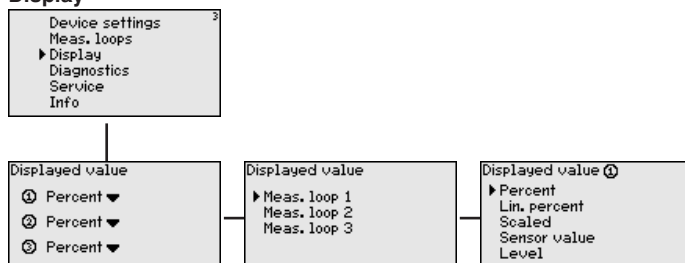 Display
Device settings
3
Meas. loops
Display
Diagnostics
Service
Info
Displayed value
① Percent
② Percent
③ Percent
Displayed value
Meas. loop 1
Meas. loop 2
Meas. loop 3
Displayed value ①
Percent
Lin. percent
Scaled
Sensor value
Level